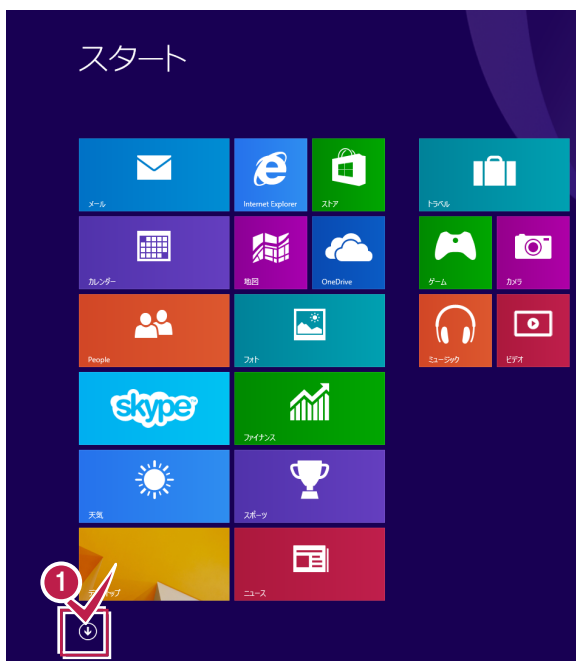 スタート
メール
Internet Explorer
ストア
トラベル
カレンダー
地図
OneDrive
ゲーム
カメラ
People
フォト
ミュージック
ビデオ
skype
ファイナンス
天気
スポーツ
1
ニュース